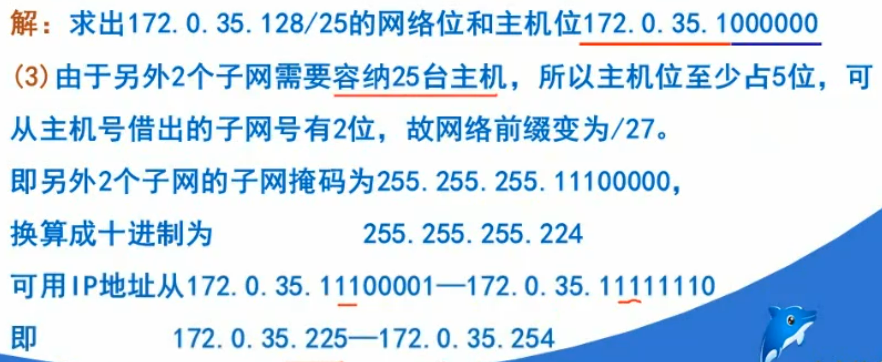 解：求出172.0.35.128/25的网络位和主机位172.0.35.1000000
(3)由于另外2个子网需要容纳25台主机，所以主机位至少占5位，可
从主机号借出的子网号有2位，故网络前缀变为/27。
即另外2个子网的子网掩码为255.255.255.11100000，
换算成十进制为 255.255.255.224
可用IP地址从172.0.35.11100001—172.0.35.11111110
即 172.0.35.225—172.0.35.254